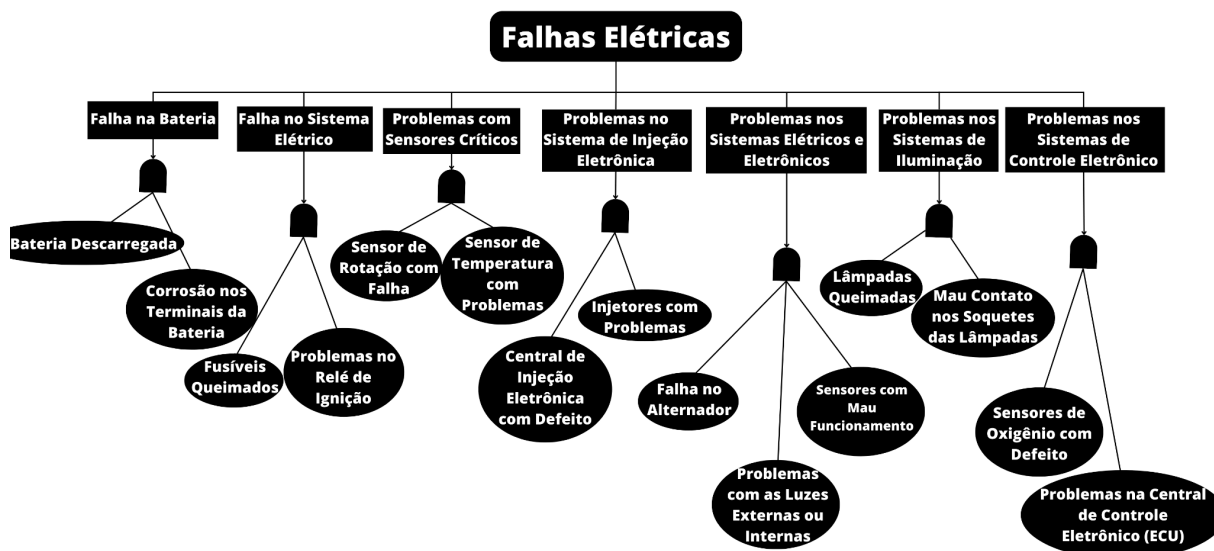 Falhas Elétricas
Falha na Bateria
Falha no Sistema
Elétrico
Problemas com
Sensores Críticos
Problemas no
Sistema de Injeção
Eletrônica
Problemas nos
Sistemas Elétricos e
Eletrônicos
Problemas nos
Sistemas de
Iluminação
Problemas nos
Sistemas de
Controle Eletrônico
Bateria Descarregada
Corrosão nos
Terminais da
Bateria
Fusíveis
Queimados
Problemas no
Relé de
Ignição
Sensor de
Rotação com
Falha
Sensor de
Temperatura
com
Problemas
Central de
Injeção
Eletrônica
com Defeito
Injetores com
Problemas
Falha no
Alternador
Problemas
com as Luzes
Externas ou
Internas
Sensores com
Mau
Funcionamento
Lâmpadas
Queimadas
Mau Contato
nos Soquetes
das Lâmpadas
Sensores de
Oxigênio com
Defeito
Problemas na Central
de Controle
Eletrônico (ECU)